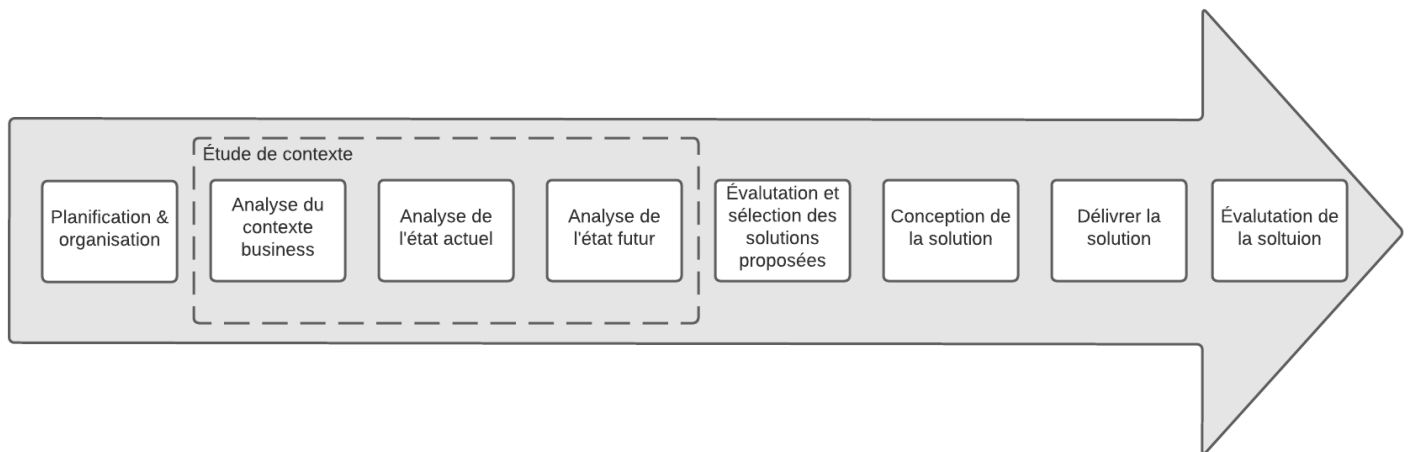 Étude de contexte
Planification &
organisation
Analyse du
contexte
business
Analyse de
l'état actuel
Analyse de
l'état futur
Évalutation et
sélection des
solutions
proposées
Conception de
la solution
Délivrer la
solution
Évalutation de
la soltuion